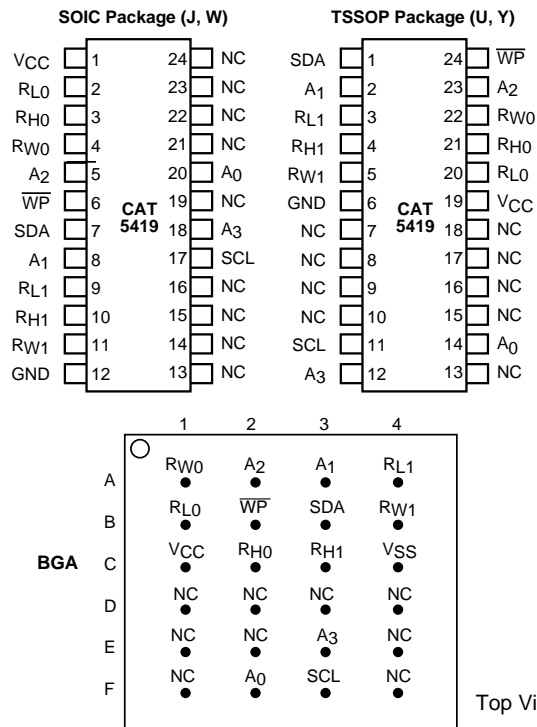 SOIC Package (J, W)
VCC 1 24 NC
RL0 2 23 NC
RH0 3 22 NC
RW0 4 21 NC
A2 5 20 A0
WP 6 19 NC
SDA 7 18 A3
A1 8 17 SCL
RL1 9 16 NC
RH1 10 15 NC
RW1 11 14 NC
GND 12 13 NC
CAT
5419
TSSOP Package (U, Y)
SDA 1 24 WP
A1 2 23 A2
RL1 3 22 RW0
RH1 4 21 RH0
RW1 5 20 RL0
GND 6 19 VCC
NC 7 18 NC
NC 8 17 NC
NC 9 16 NC
NC 10 15 NC
SCL 11 14 A0
A3 12 13 NC
CAT
5419
BGA
1 2 3 4
A RW0 A2 A1 RL1
B RL0 WP SDA RW1
C VCC RH0 RH1 VSS
D NC NC NC NC
E NC NC A3 NC
F NC A0 SCL NC
Top Vi